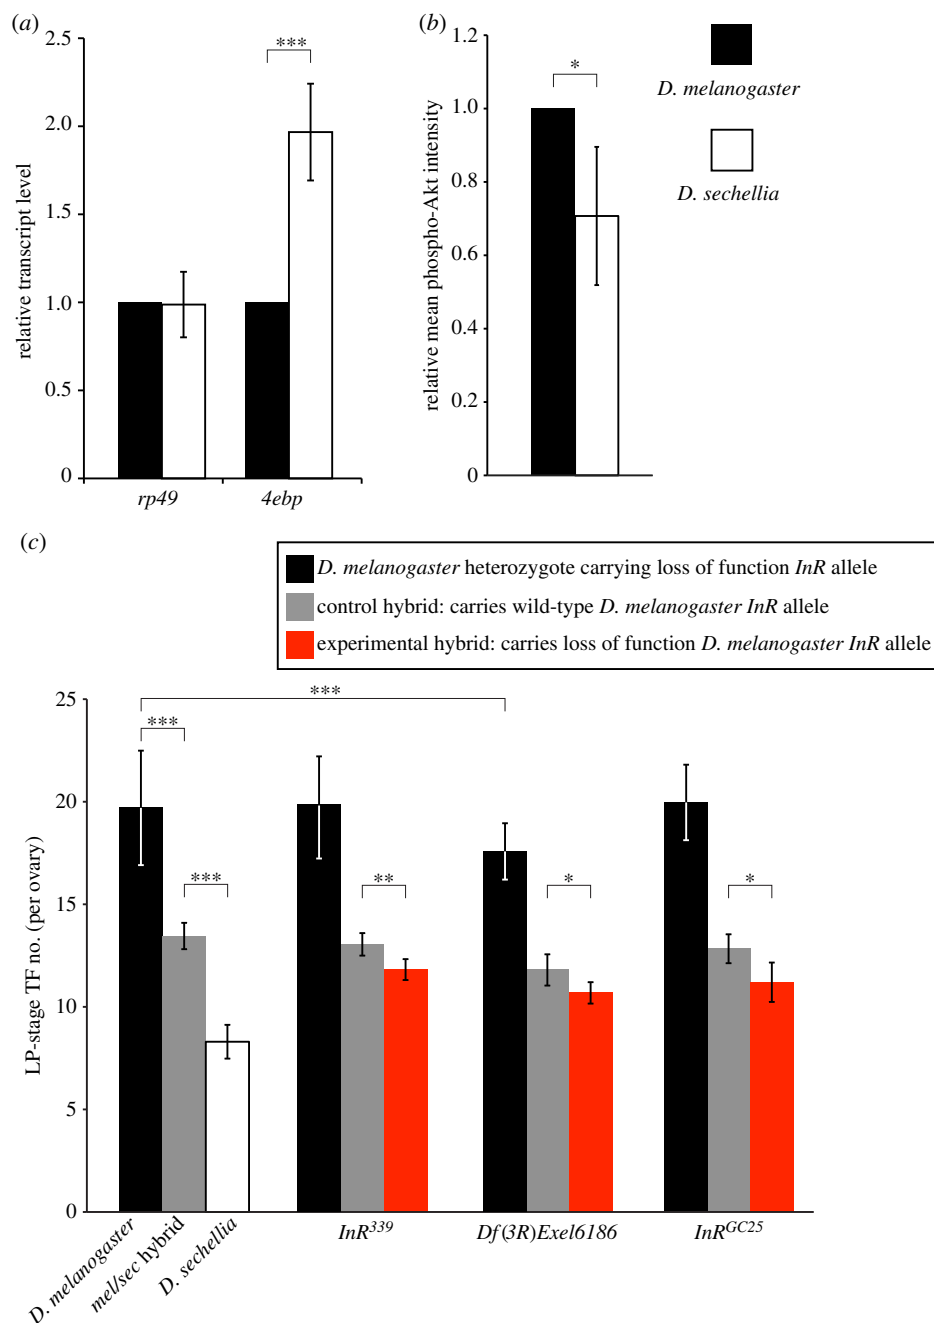 (a)
2.5
2.0
1.5
1.0
0.5
0
relative transcript level
***
rp49
4ebp
(b)
1.2
1.0
0.8
0.6
0.4
0.2
0
relative mean phospho-Akt intensity
*
D. melanogaster
D. sechellia
(c)
D. melanogaster heterozygote carrying loss of function InR allele
control hybrid: carries wild-type D. melanogaster InR allele
experimental hybrid: carries loss of function D. melanogaster InR allele
25
20
15
10
5
0
LP-stage TF no. (per ovary)
***
***
***
**
*
*
D. melanogaster
mel/sec hybrid
D. sechellia
InR339
Df(3R)Exel6186
InRGC25